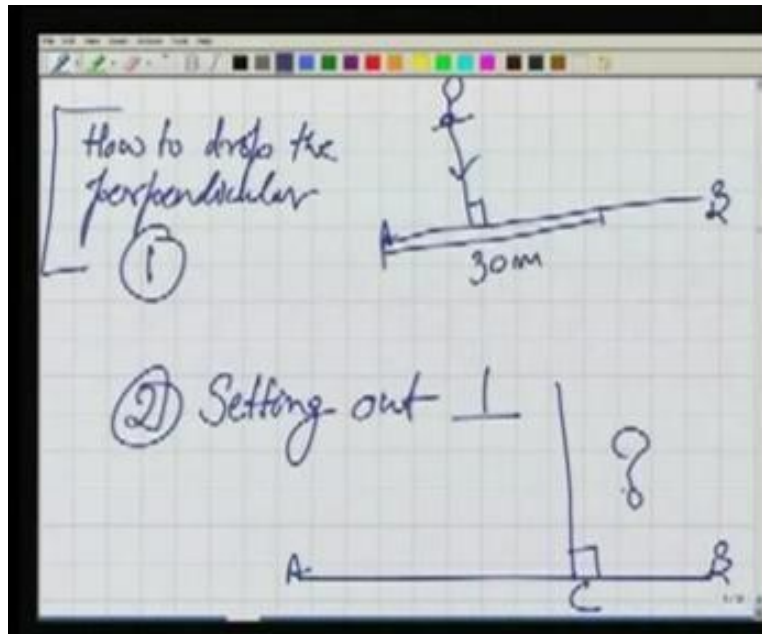 How to drop the
perpendicular
1
O
A
B
30m
2 Setting out ⊥
?
A
B
C